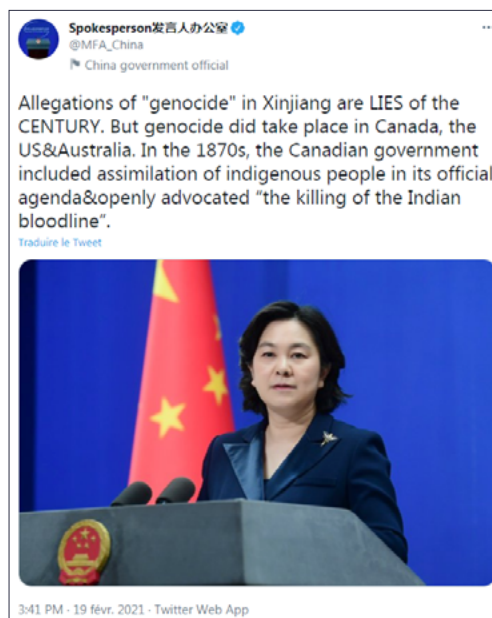 Spokesperson发言人办公室
@MFA_China
China government official
Allegations of "genocide" in Xinjiang are LIES of the
CENTURY. But genocide did take place in Canada, the
US&Australia. In the 1870s, the Canadian government
included assimilation of indigenous people in its official
agenda&openly advocated “the killing of the Indian
bloodline”.
Traduire le Tweet
3:41 PM · 19 févr. 2021 · Twitter Web App